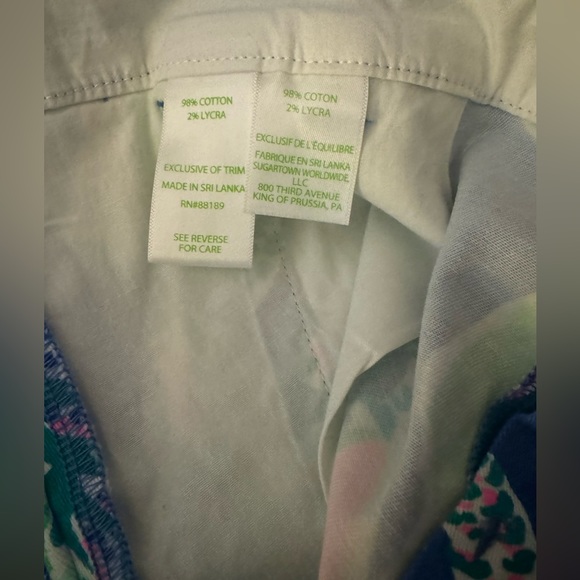 98% COTTON
2% LYCRA
EXCLUSIVE OF TRIM
MADE IN SRI LANKA
RN#88189
SEE REVERSE
FOR CARE
98% COTTON
2% LYCRA
EXCLUSIF DE L'ÉQUILIBRE
FABRIQUE EN SRI LANKA
SUGARTOWN WORLDWIDE,
LLC
800 THIRD AVENUE
KING OF PRUSSIA, PA